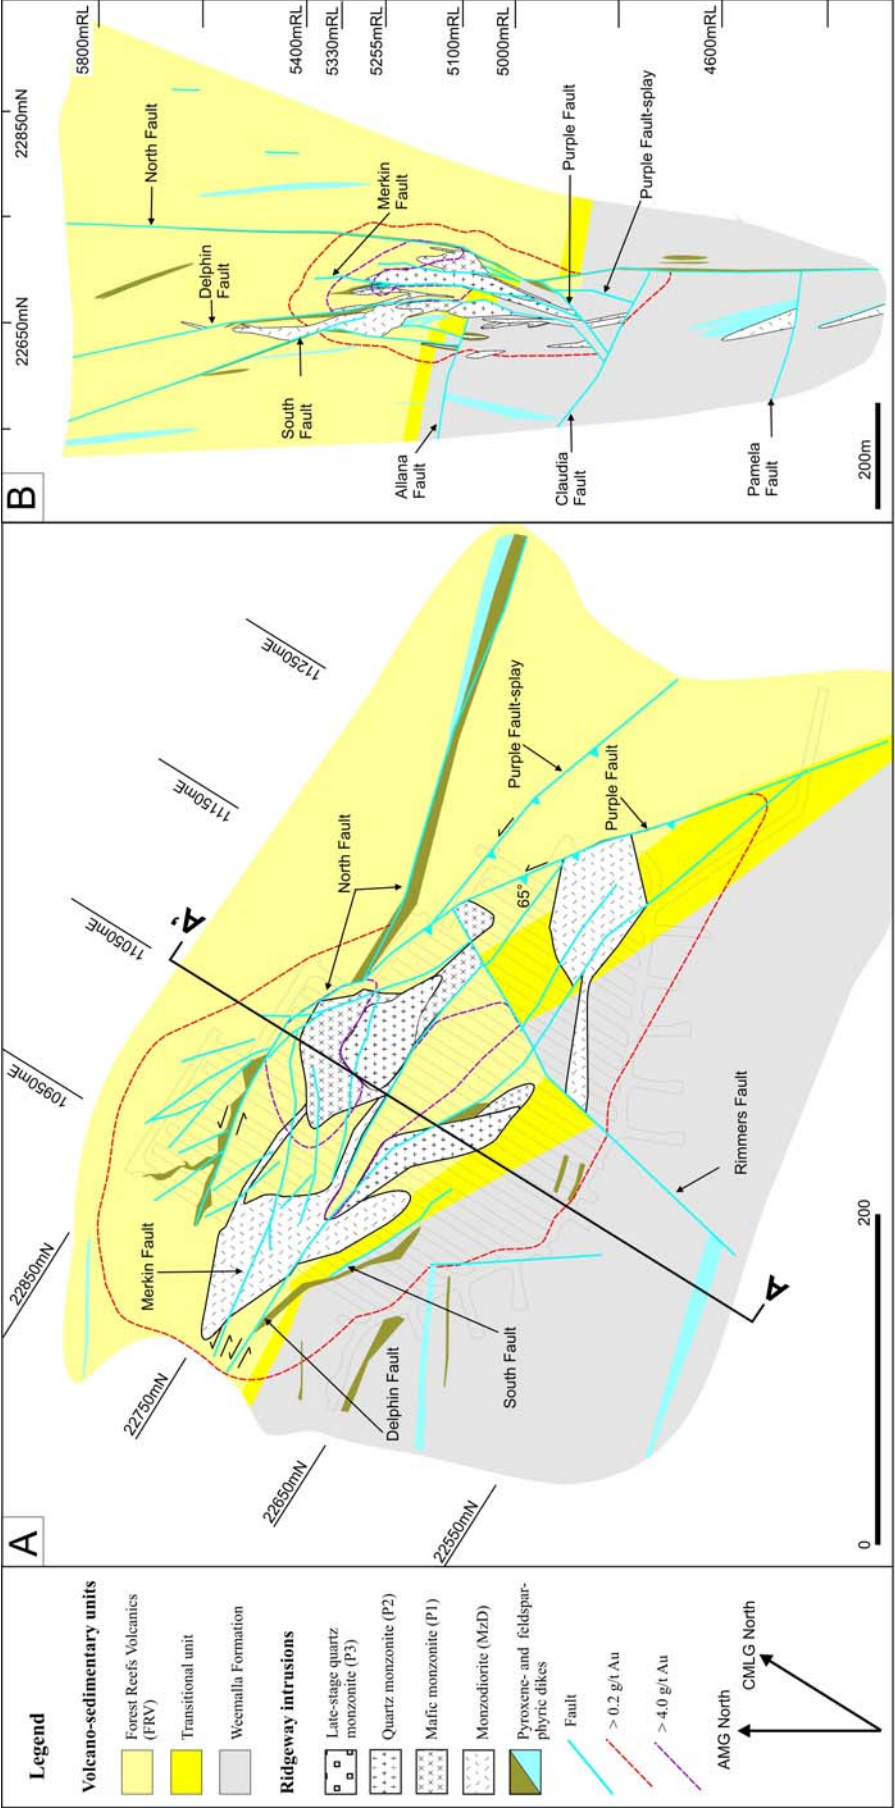 Legend
Volcano-sedimentary units
Forest Reefs Volcanics
(FRV)
Transitional unit
Weemalla Formation
Ridgeway intrusions
Late-stage quartz
monzonite (P3)
Quartz monzonite (P2)
Mafic monzonite (P1)
Monzodiorite (MzD)
Pyroxene- and feldspar-
phyric dikes
Fault
> 0.2 g/t Au
> 4.0 g/t Au
AMG North
CMLG North
A
22850mN
22750mN
22650mN
22550mN
10950mE
11050mE
11150mE
11250mE
A'
A
Merkin Fault
North Fault
Delphin Fault
South Fault
Purple Fault-splay
Purple Fault
65°
Rimmers Fault
0
200
B
22650mN
22850mN
5800mRL
5400mRL
5330mRL
5255mRL
5100mRL
5000mRL
4600mRL
North Fault
Delphin
Fault
Merkin
Fault
South
Fault
Purple Fault
Purple Fault-splay
Allana
Fault
Claudia
Fault
Pamela
Fault
200m